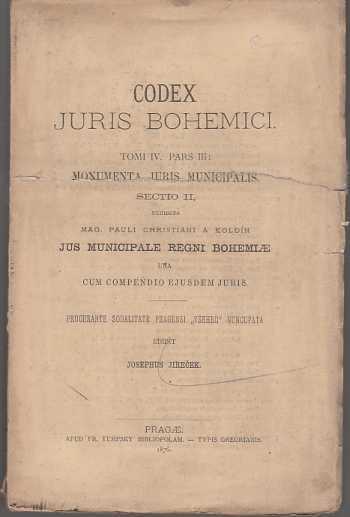 CODEX
JURIS BOHEMICI.
TOMI IV. PARS III:
MONUMENTA JURIS MUNICIPALIS.
SECTIO II,
MAG. PAULI CHRISTIANI A KOLDÍN
JUS MUNICIPALE REGNI BOHEMIÆ
UNA
CUM COMPENDIO EJUSDEM JURIS.
PROCURANTE SODALITATE PRAGENSI „VŠEHRD“ NUNCUPATA
EDIDIT
JOSEPHUS JIREČEK.
PRAGÆ.
APUD FR. BIBLIOPOLAM. — TYPIS GREGRIANIS.
1876.